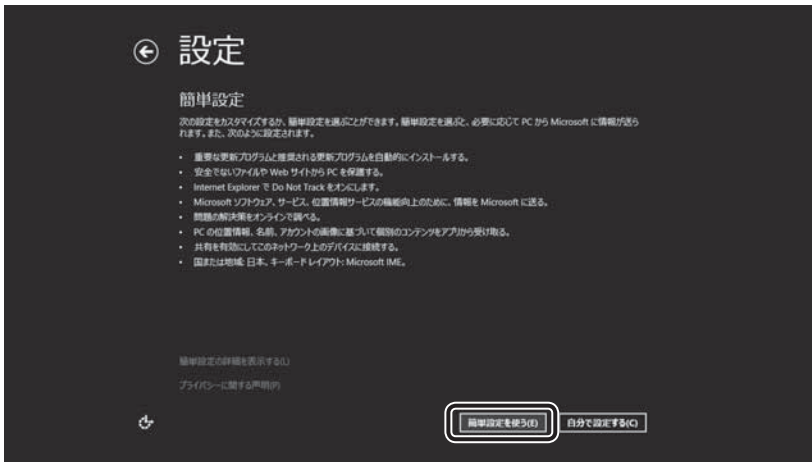 設定
簡単設定
次の設定をカスタマイズするか、簡単設定を選ぶことができます。簡単設定を選ぶと、必要に応じて PC から Microsoft に情報が送ら
れます。また、次のように設定されます。
• 重要な更新プログラムと推奨される更新プログラムを自動的にインストールする。
• 安全でないファイルや Web サイトから PC を保護する。
• Internet Explorer で Do Not Track をオンにします。
• Microsoft ソフトウェア、サービス、位置情報サービスの機能向上のために、情報を Microsoft に送る。
• 問題の解決策をオンラインで調べる。
• PC の位置情報、名前、アカウントの画像に基づいて個別のコンテンツをアプリから受け取る。
• 共有を有効にしてこのネットワーク上のデバイスに接続する。
• 国または地域: 日本、キーボード レイアウト: Microsoft IME。
簡単設定の詳細を表示する(L)
プライバシーに関する声明(P)
簡単設定を使う(E) 自分で設定する(C)